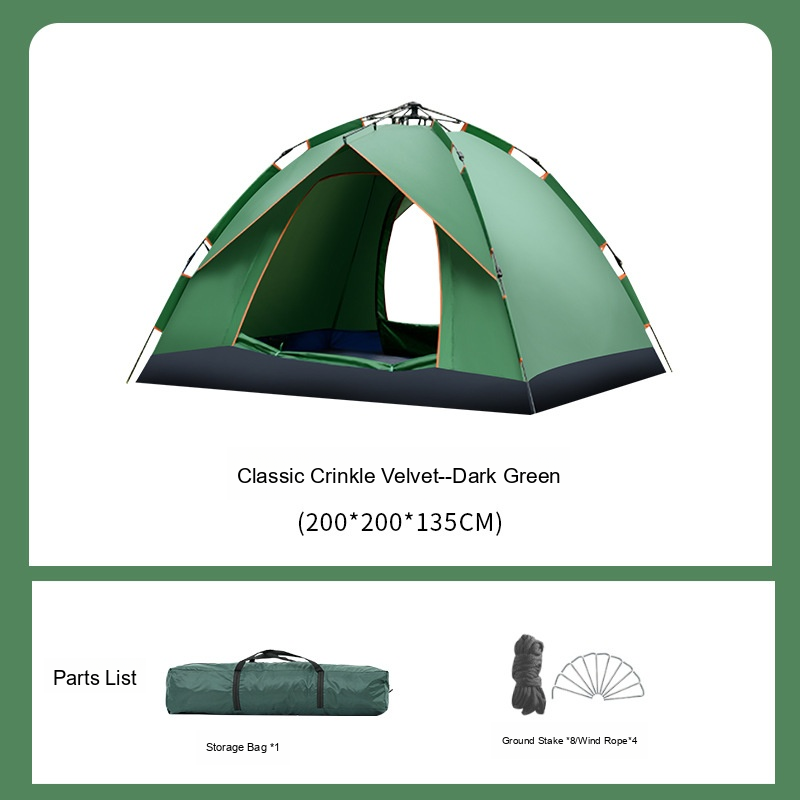 Classic Crinkle Velvet--Dark Green
(200*200*135CM)
Parts List
Storage Bag *1
Ground Stake *8/Wind Rope*4